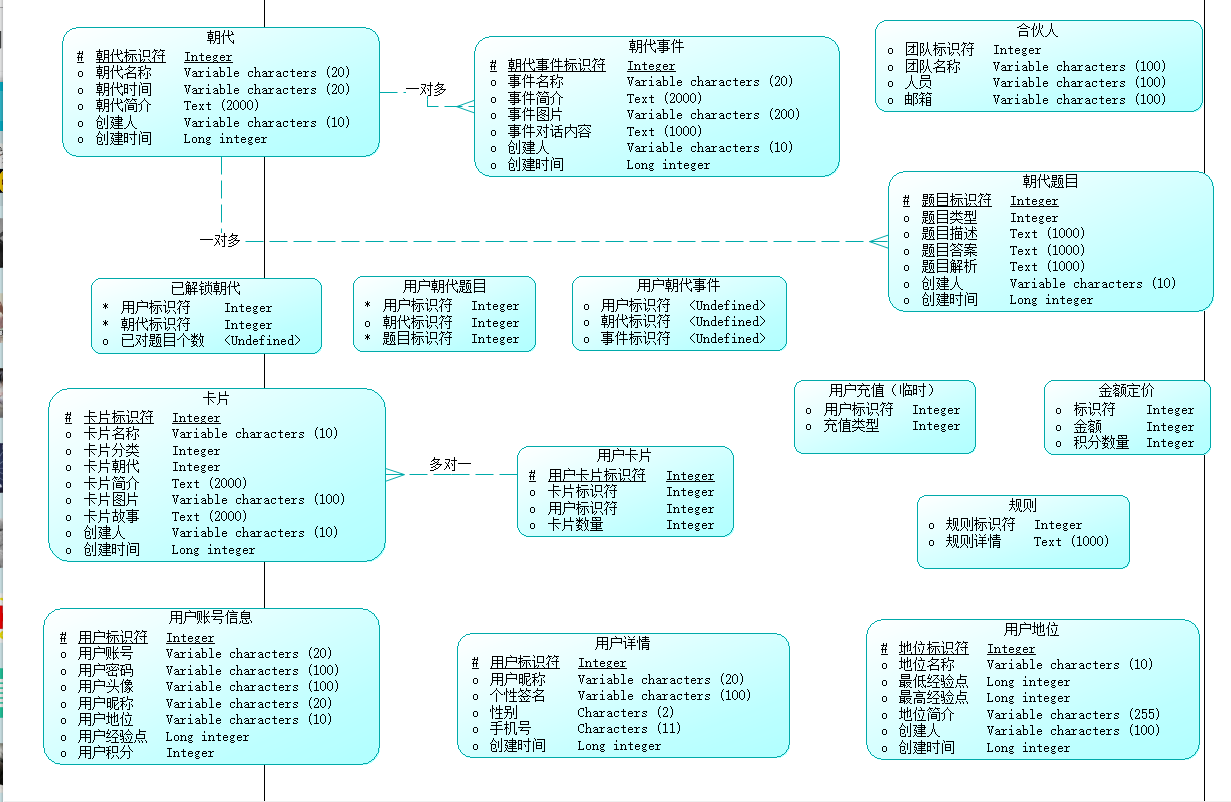 朝代
# 朝代标识符 Integer
o 朝代名称 Variable characters (20)
o 朝代时间 Variable characters (20)
o 朝代简介 Text (2000)
o 创建人 Variable characters (10)
o 创建时间 Long integer
一对多
朝代事件
# 朝代事件标识符 Integer
o 事件名称 Variable characters (20)
o 事件简介 Text (2000)
o 事件图片 Variable characters (200)
o 事件对话内容 Text (1000)
o 创建人 Variable characters (10)
o 创建时间 Long integer
合伙人
o 团队标识符 Integer
o 团队名称 Variable characters (100)
o 人员 Variable characters (100)
o 邮箱 Variable characters (100)
一对多
朝代题目
# 题目标识符 Integer
o 题目类型 Integer
o 题目描述 Text (1000)
o 题目答案 Text (1000)
o 题目解析 Text (1000)
o 创建人 Variable characters (10)
o 创建时间 Long integer
已解锁朝代
* 用户标识符 Integer
* 朝代标识符 Integer
o 已对题目个数 <Undefined>
用户朝代题目
* 用户标识符 Integer
o 朝代标识符 Integer
* 题目标识符 Integer
用户朝代事件
o 用户标识符 <Undefined>
o 朝代标识符 <Undefined>
o 事件标识符 <Undefined>
卡片
# 卡片标识符 Integer
o 卡片名称 Variable characters (10)
o 卡片分类 Integer
o 卡片朝代 Integer
o 卡片简介 Text (2000)
o 卡片图片 Variable characters (100)
o 卡片故事 Text (2000)
o 创建人 Variable characters (10)
o 创建时间 Long integer
多对一
用户卡片
# 用户卡片标识符 Integer
o 卡片标识符 Integer
o 用户标识符 Integer
o 卡片数量 Integer
用户充值（临时）
o 用户标识符 Integer
o 充值类型 Integer
金额定价
o 标识符 Integer
o 金额 Integer
o 积分数量 Integer
规则
o 规则标识符 Integer
o 规则详情 Text (1000)
用户账号信息
# 用户标识符 Integer
o 用户账号 Variable characters (20)
o 用户密码 Variable characters (100)
o 用户头像 Variable characters (100)
o 用户昵称 Variable characters (20)
o 用户地位 Variable characters (10)
o 用户经验点 Long integer
o 用户积分 Integer
用户详情
# 用户标识符 Integer
o 用户昵称 Variable characters (20)
o 个性签名 Variable characters (100)
o 性别 Characters (2)
o 手机号 Characters (11)
o 创建时间 Long integer
用户地位
# 地位标识符 Integer
o 地位名称 Variable characters (10)
o 最低经验点 Long integer
o 最高经验点 Long integer
o 地位简介 Variable characters (255)
o 创建人 Variable characters (100)
o 创建时间 Long integer